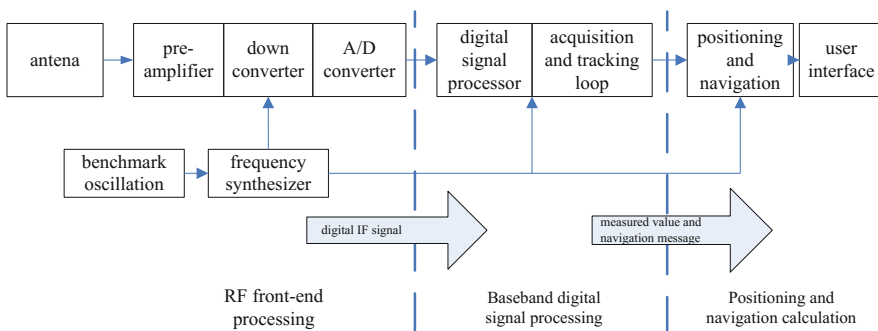 antena
pre-
amplifier
down
converter
A/D
converter
digital
signal
processor
acquisition
and tracking
loop
positioning
and
navigation
user
interface
benchmark
oscillation
frequency
synthesizer
digital IF signal
measured value and
navigation message
RF front-end
processing
Baseband digital
signal processing
Positioning and
navigation calculation